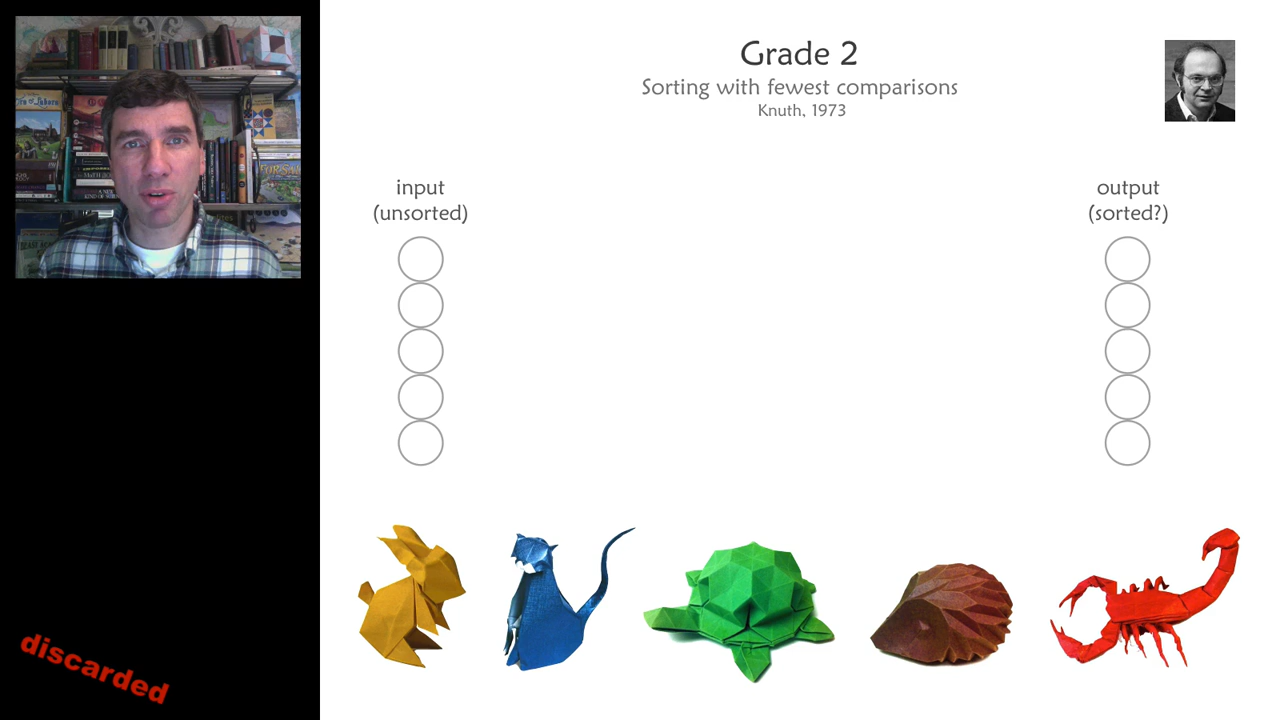 Grade 2
Sorting with fewest comparisons
Knuth, 1973
input
(unsorted)
output
(sorted?)
discarded